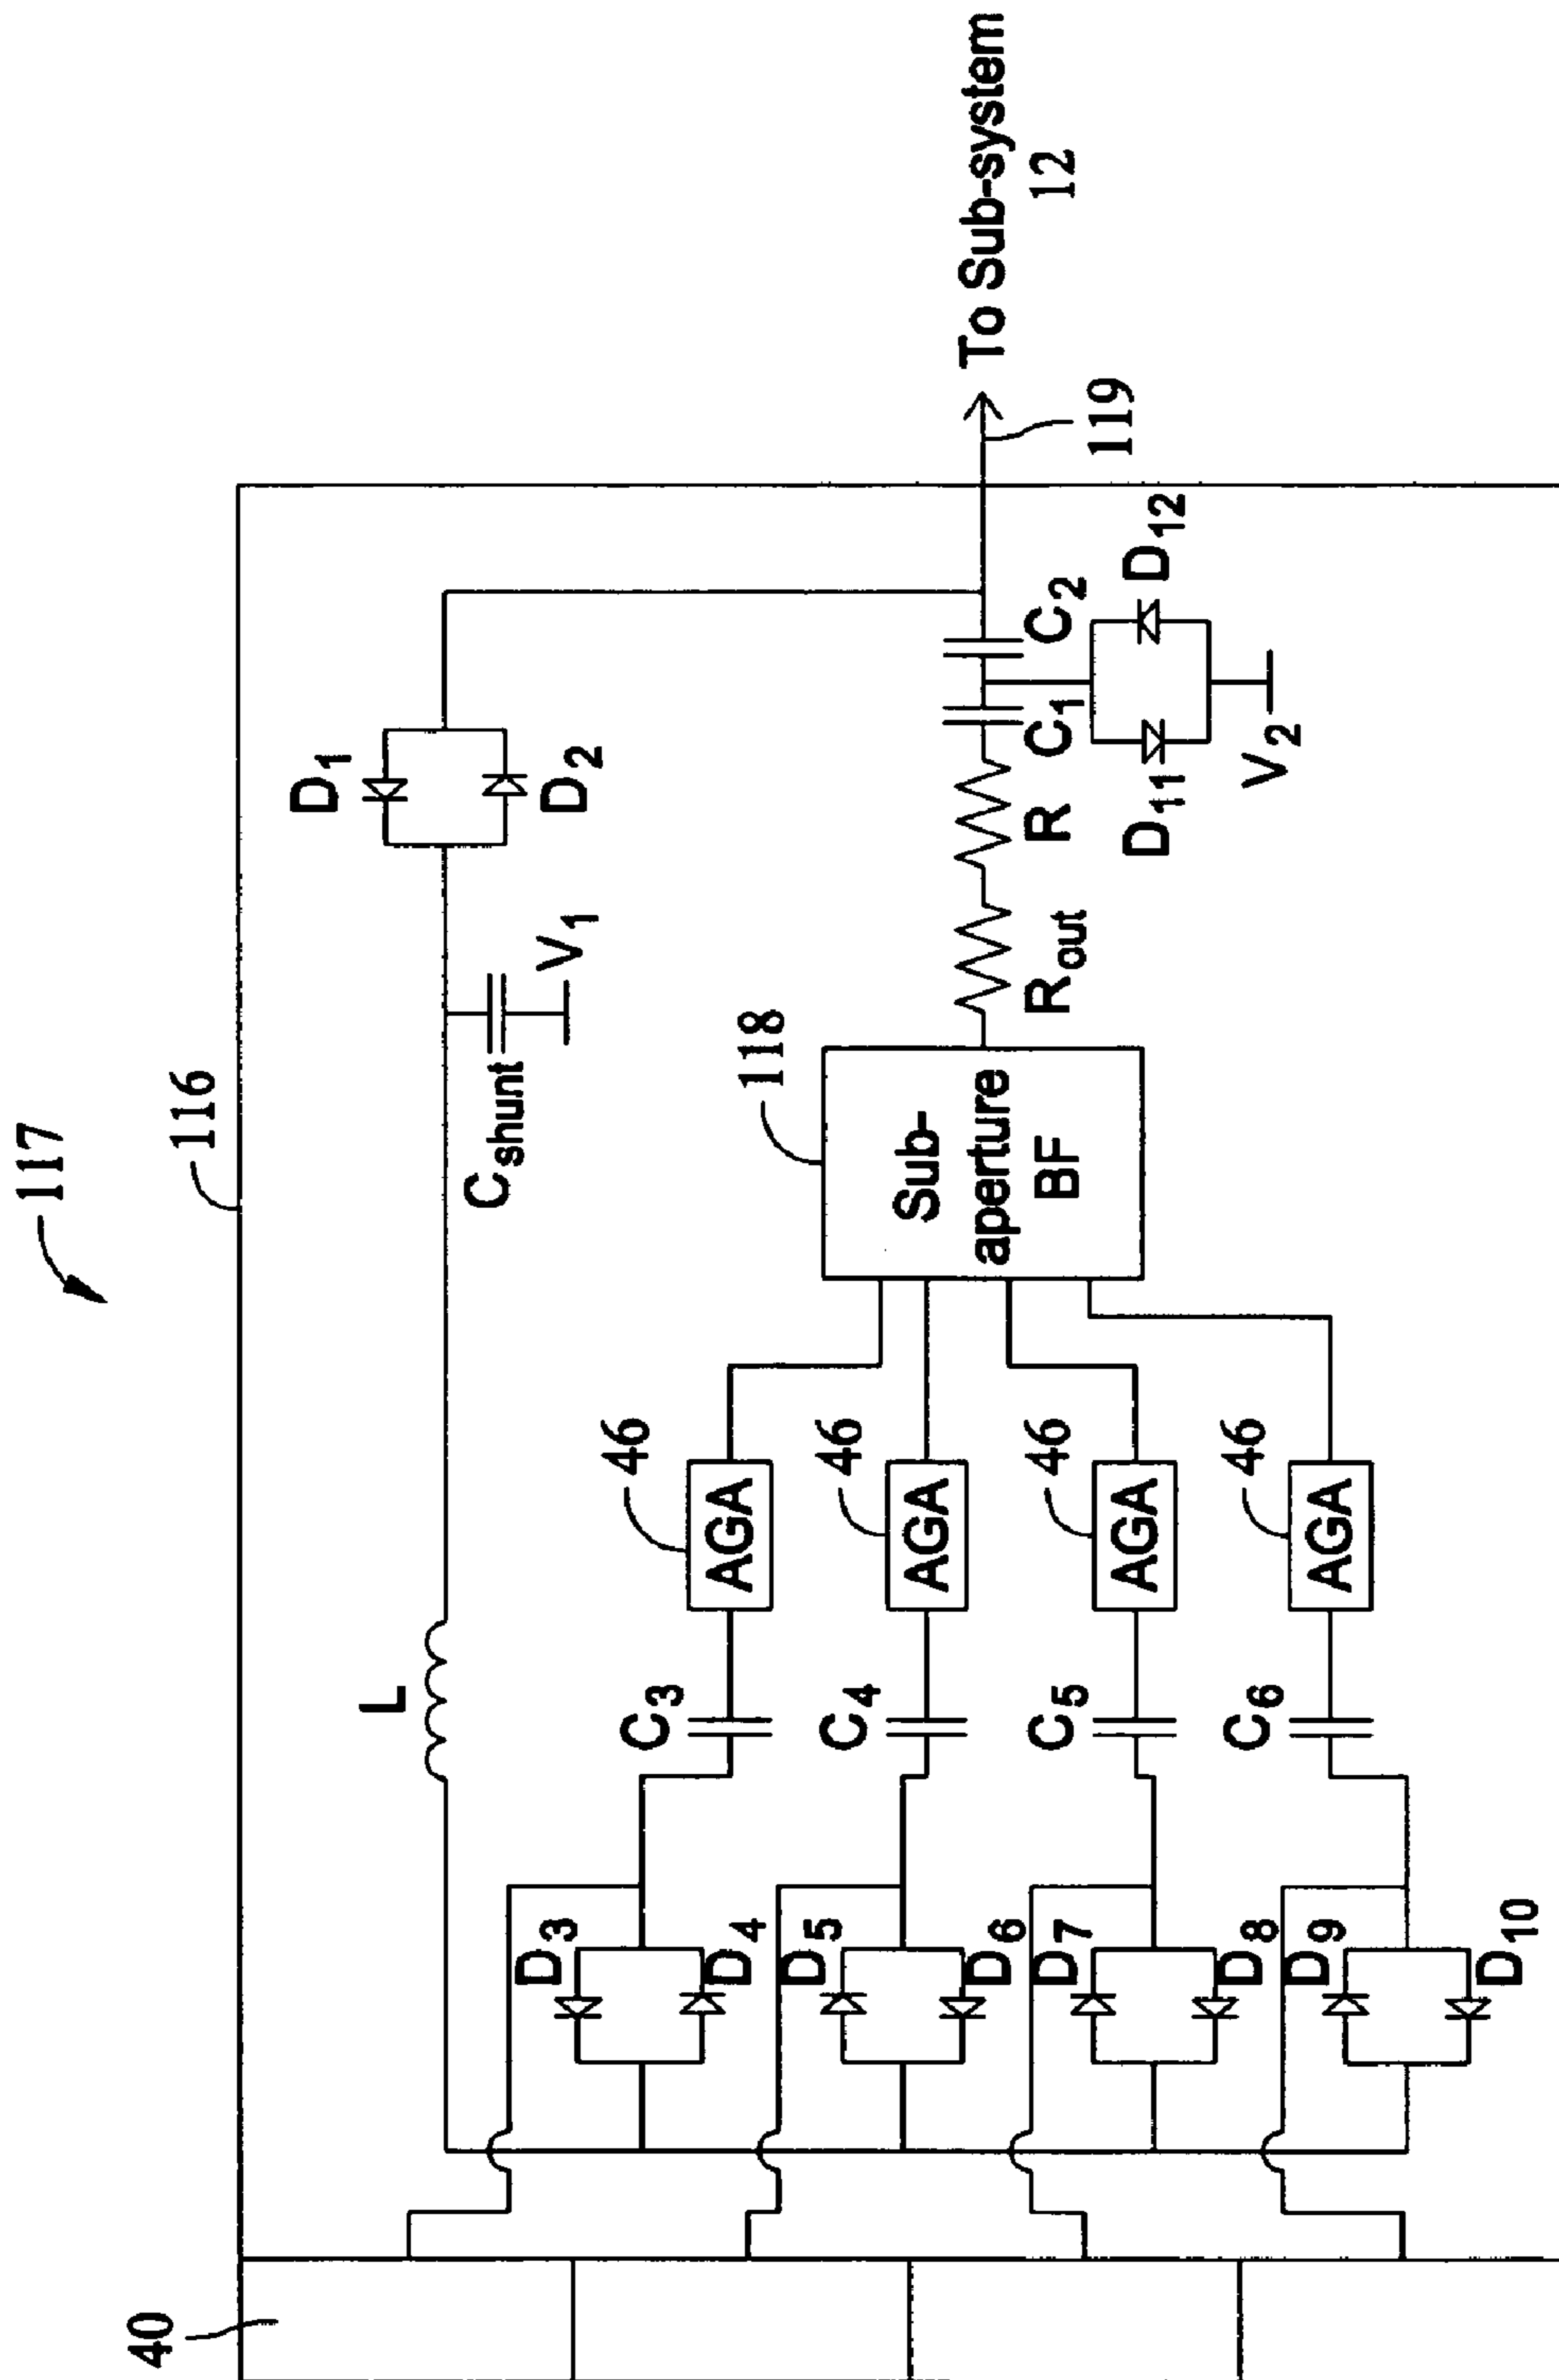 117
116
40
L
D1
D2
Cshunt
V1
D3
D4
D5
D6
D7
D8
D9
D10
C3
C4
C5
C6
46
AGA
46
AGA
46
AGA
46
AGA
118
Sub-
aperture
BF
Rout
R
C1
C2
D11
D12
V2
119
To Sub-system
12